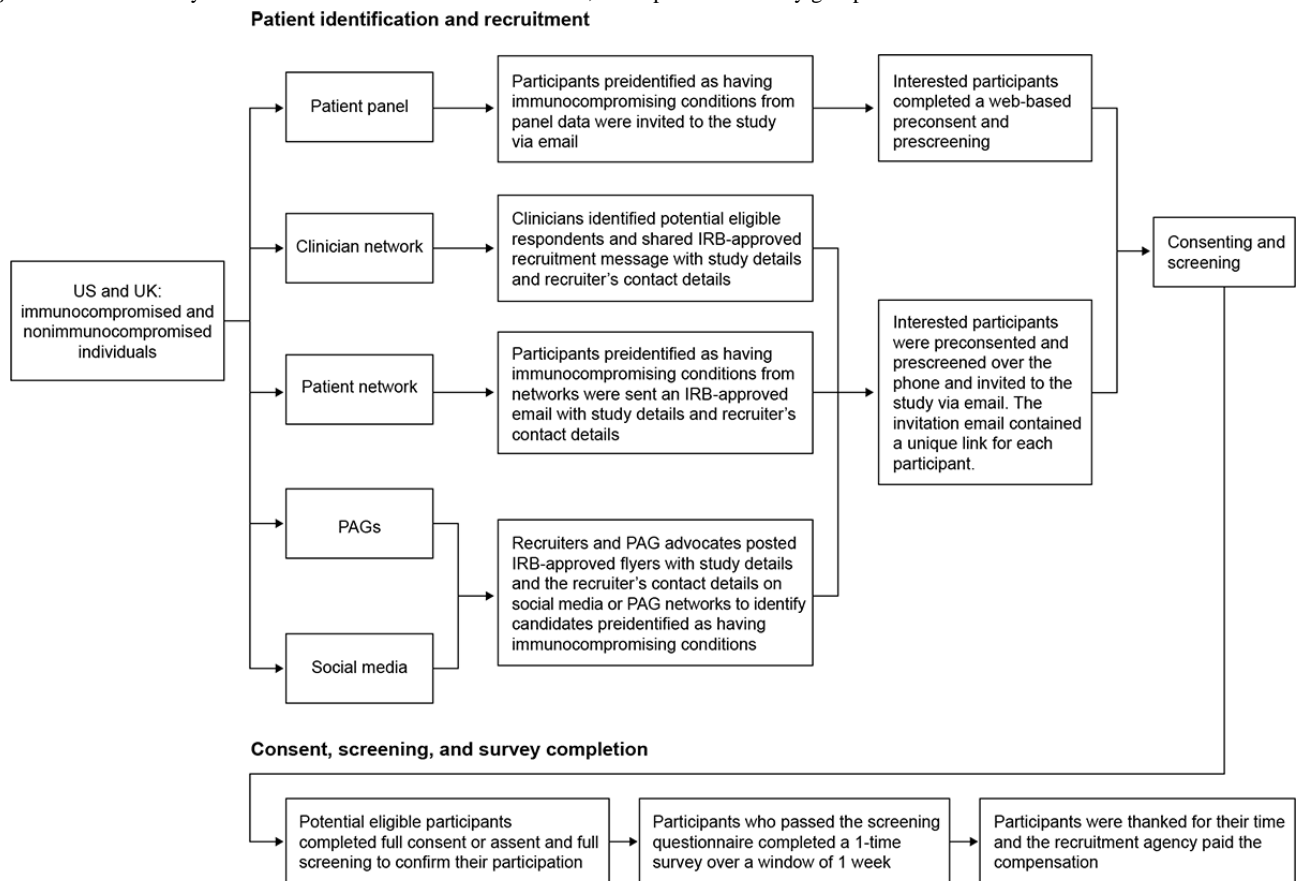 Patient identification and recruitment
Patient panel
Participants preidentified as having
immunocompromising conditions from
panel data were invited to the study
via email
Interested participants
completed a web-based
preconsent and
prescreening
Clinician network
Clinicians identified potential eligible
respondents and shared IRB-approved
recruitment message with study details
and recruiter's contact details
Consenting and
screening
US and UK:
immunocompromised and
nonimmunocompromised
individuals
Patient network
Participants preidentified as having
immunocompromising conditions from
networks were sent an IRB-approved
email with study details and recruiter's
contact details
Interested participants
were preconsented and
prescreened over the
phone and invited to the
study via email. The
invitation email contained
a unique link for each
participant.
PAGs
Recruiters and PAG advocates posted
IRB-approved flyers with study details
and the recruiter's contact details on
social media or PAG networks to identify
candidates preidentified as having
immunocompromising conditions
Social media
Consent, screening, and survey completion
Potential eligible participants
completed full consent or assent and full
screening to confirm their participation
Participants who passed the screening
questionnaire completed a 1-time
survey over a window of 1 week
Participants were thanked for their time
and the recruitment agency paid the
compensation